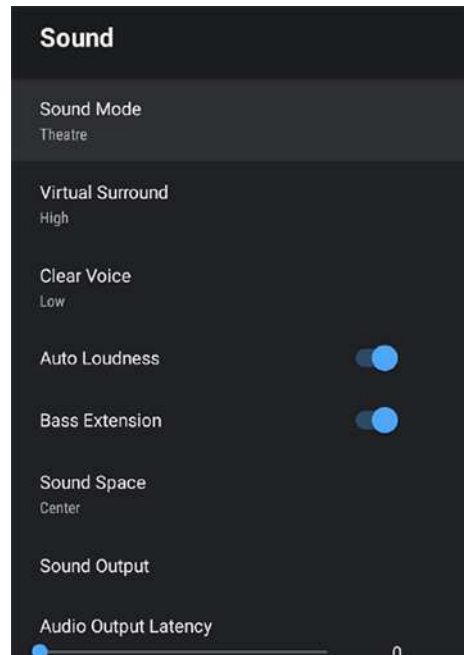 Sound
Sound Mode
Theatre
Virtual Surround
High
Clear Voice
Low
Auto Loudness
Bass Extension
Sound Space
Center
Sound Output
Audio Output Latency
0